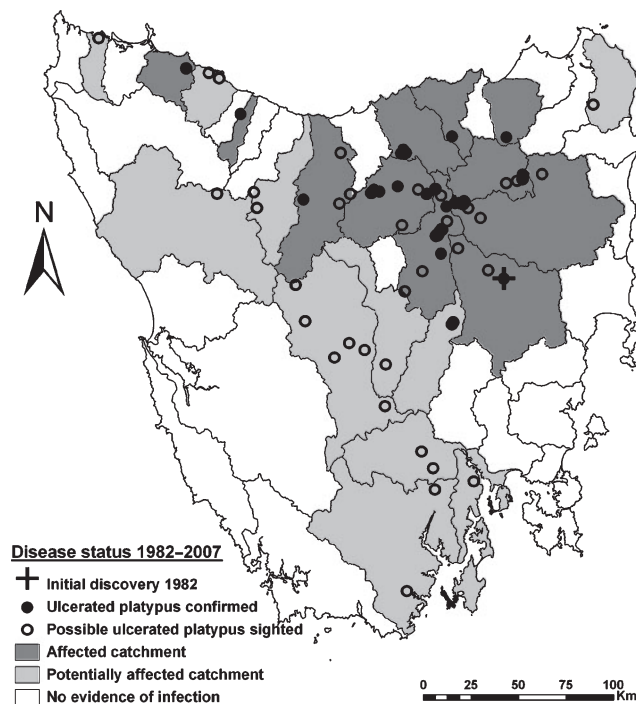 N
Disease status 1982–2007
Initial discovery 1982
Ulcerated platypus confirmed
Possible ulcerated platypus sighted
Affected catchment
Potentially affected catchment
No evidence of infection
0 25 50 75 100
Km